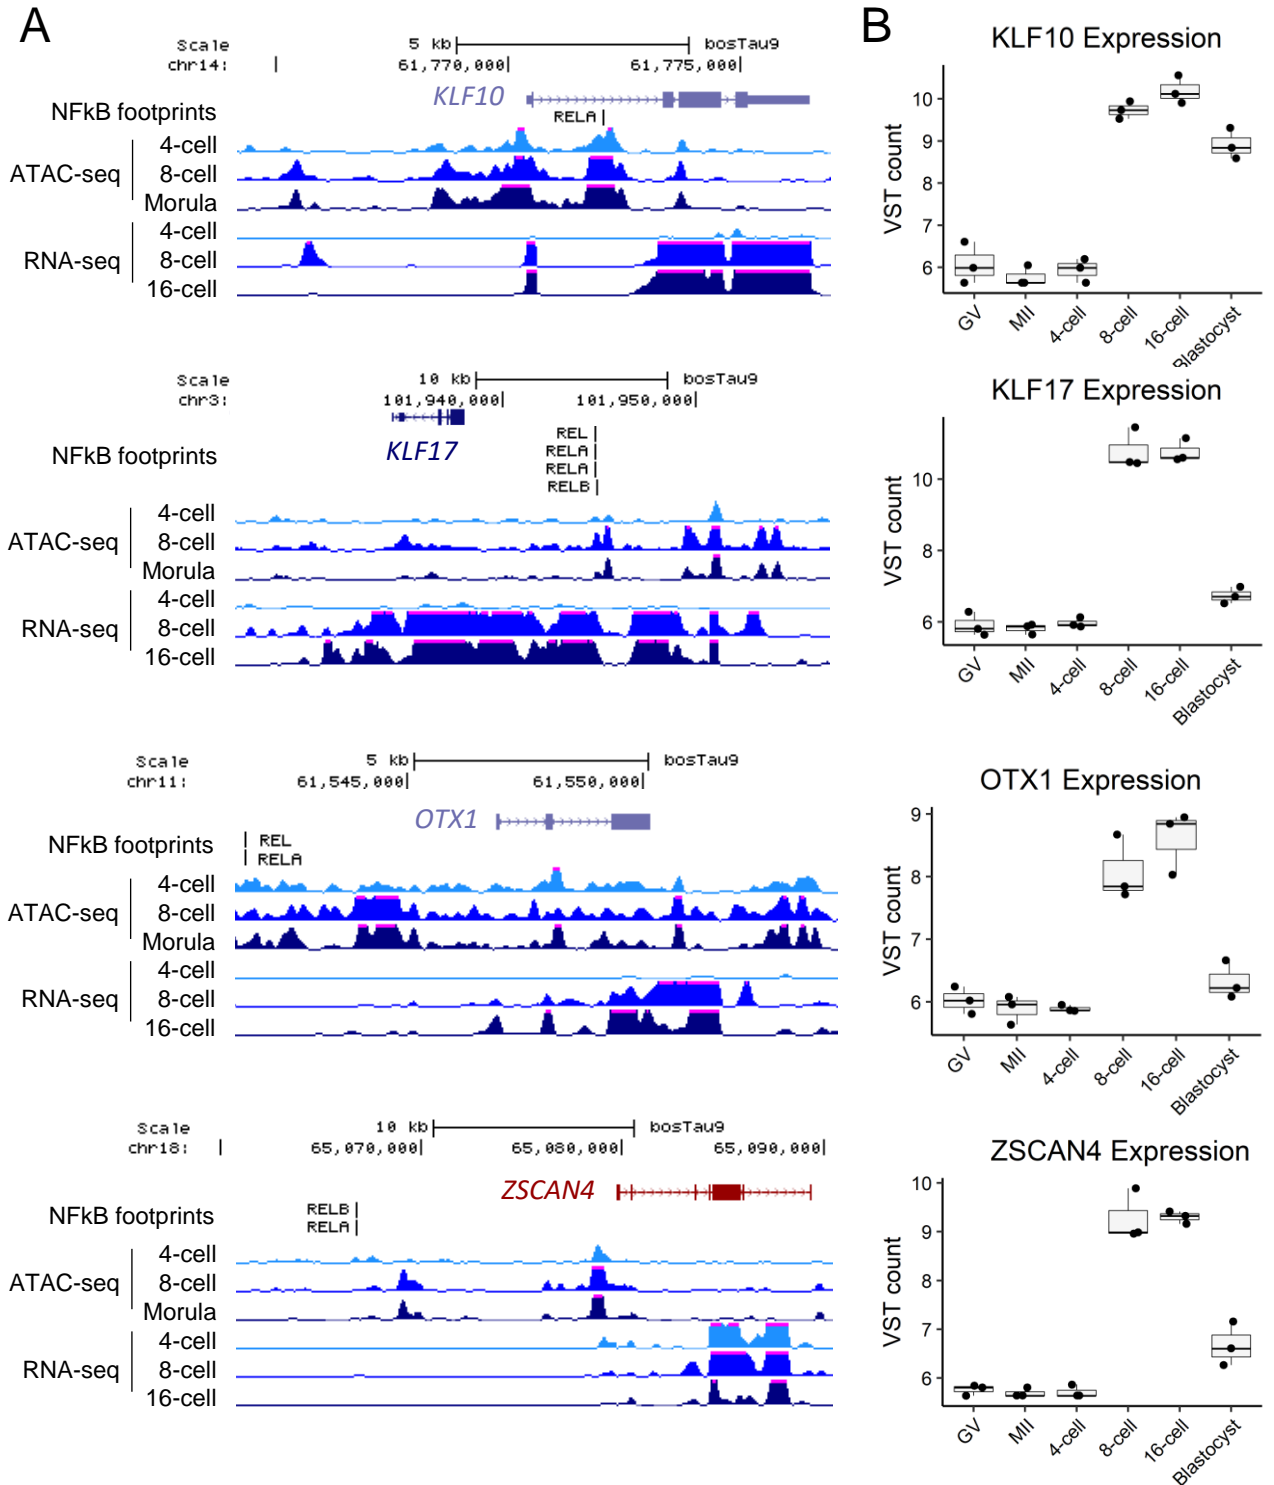 A
Scale 5 kb bosTau9
chr14: 61,770,000 61,775,000
KLF10
NFkB footprints
RELA
ATAC-seq
4-cell
8-cell
Morula
RNA-seq
4-cell
8-cell
16-cell
Scale 10 kb bosTau9
chr3: 101,940,000 101,950,000
KLF17
NFkB footprints
REL
RELA
RELA
RELB
ATAC-seq
4-cell
8-cell
Morula
RNA-seq
4-cell
8-cell
16-cell
Scale 5 kb bosTau9
chr11: 61,545,000 61,550,000
OTX1
NFkB footprints
REL
RELA
ATAC-seq
4-cell
8-cell
Morula
RNA-seq
4-cell
8-cell
16-cell
Scale 10 kb bosTau9
chr18: 65,070,000 65,080,000 65,090,000
ZSCAN4
NFkB footprints
RELB
RELA
ATAC-seq
4-cell
8-cell
Morula
RNA-seq
4-cell
8-cell
16-cell
B
KLF10 Expression
VST count
10
9
8
7
6
GV MII 4-cell 8-cell 16-cell Blastocyst
KLF17 Expression
VST count
10
8
6
GV MII 4-cell 8-cell 16-cell Blastocyst
OTX1 Expression
VST count
9
8
7
6
GV MII 4-cell 8-cell 16-cell Blastocyst
ZSCAN4 Expression
VST count
10
9
8
7
6
GV MII 4-cell 8-cell 16-cell Blastocyst